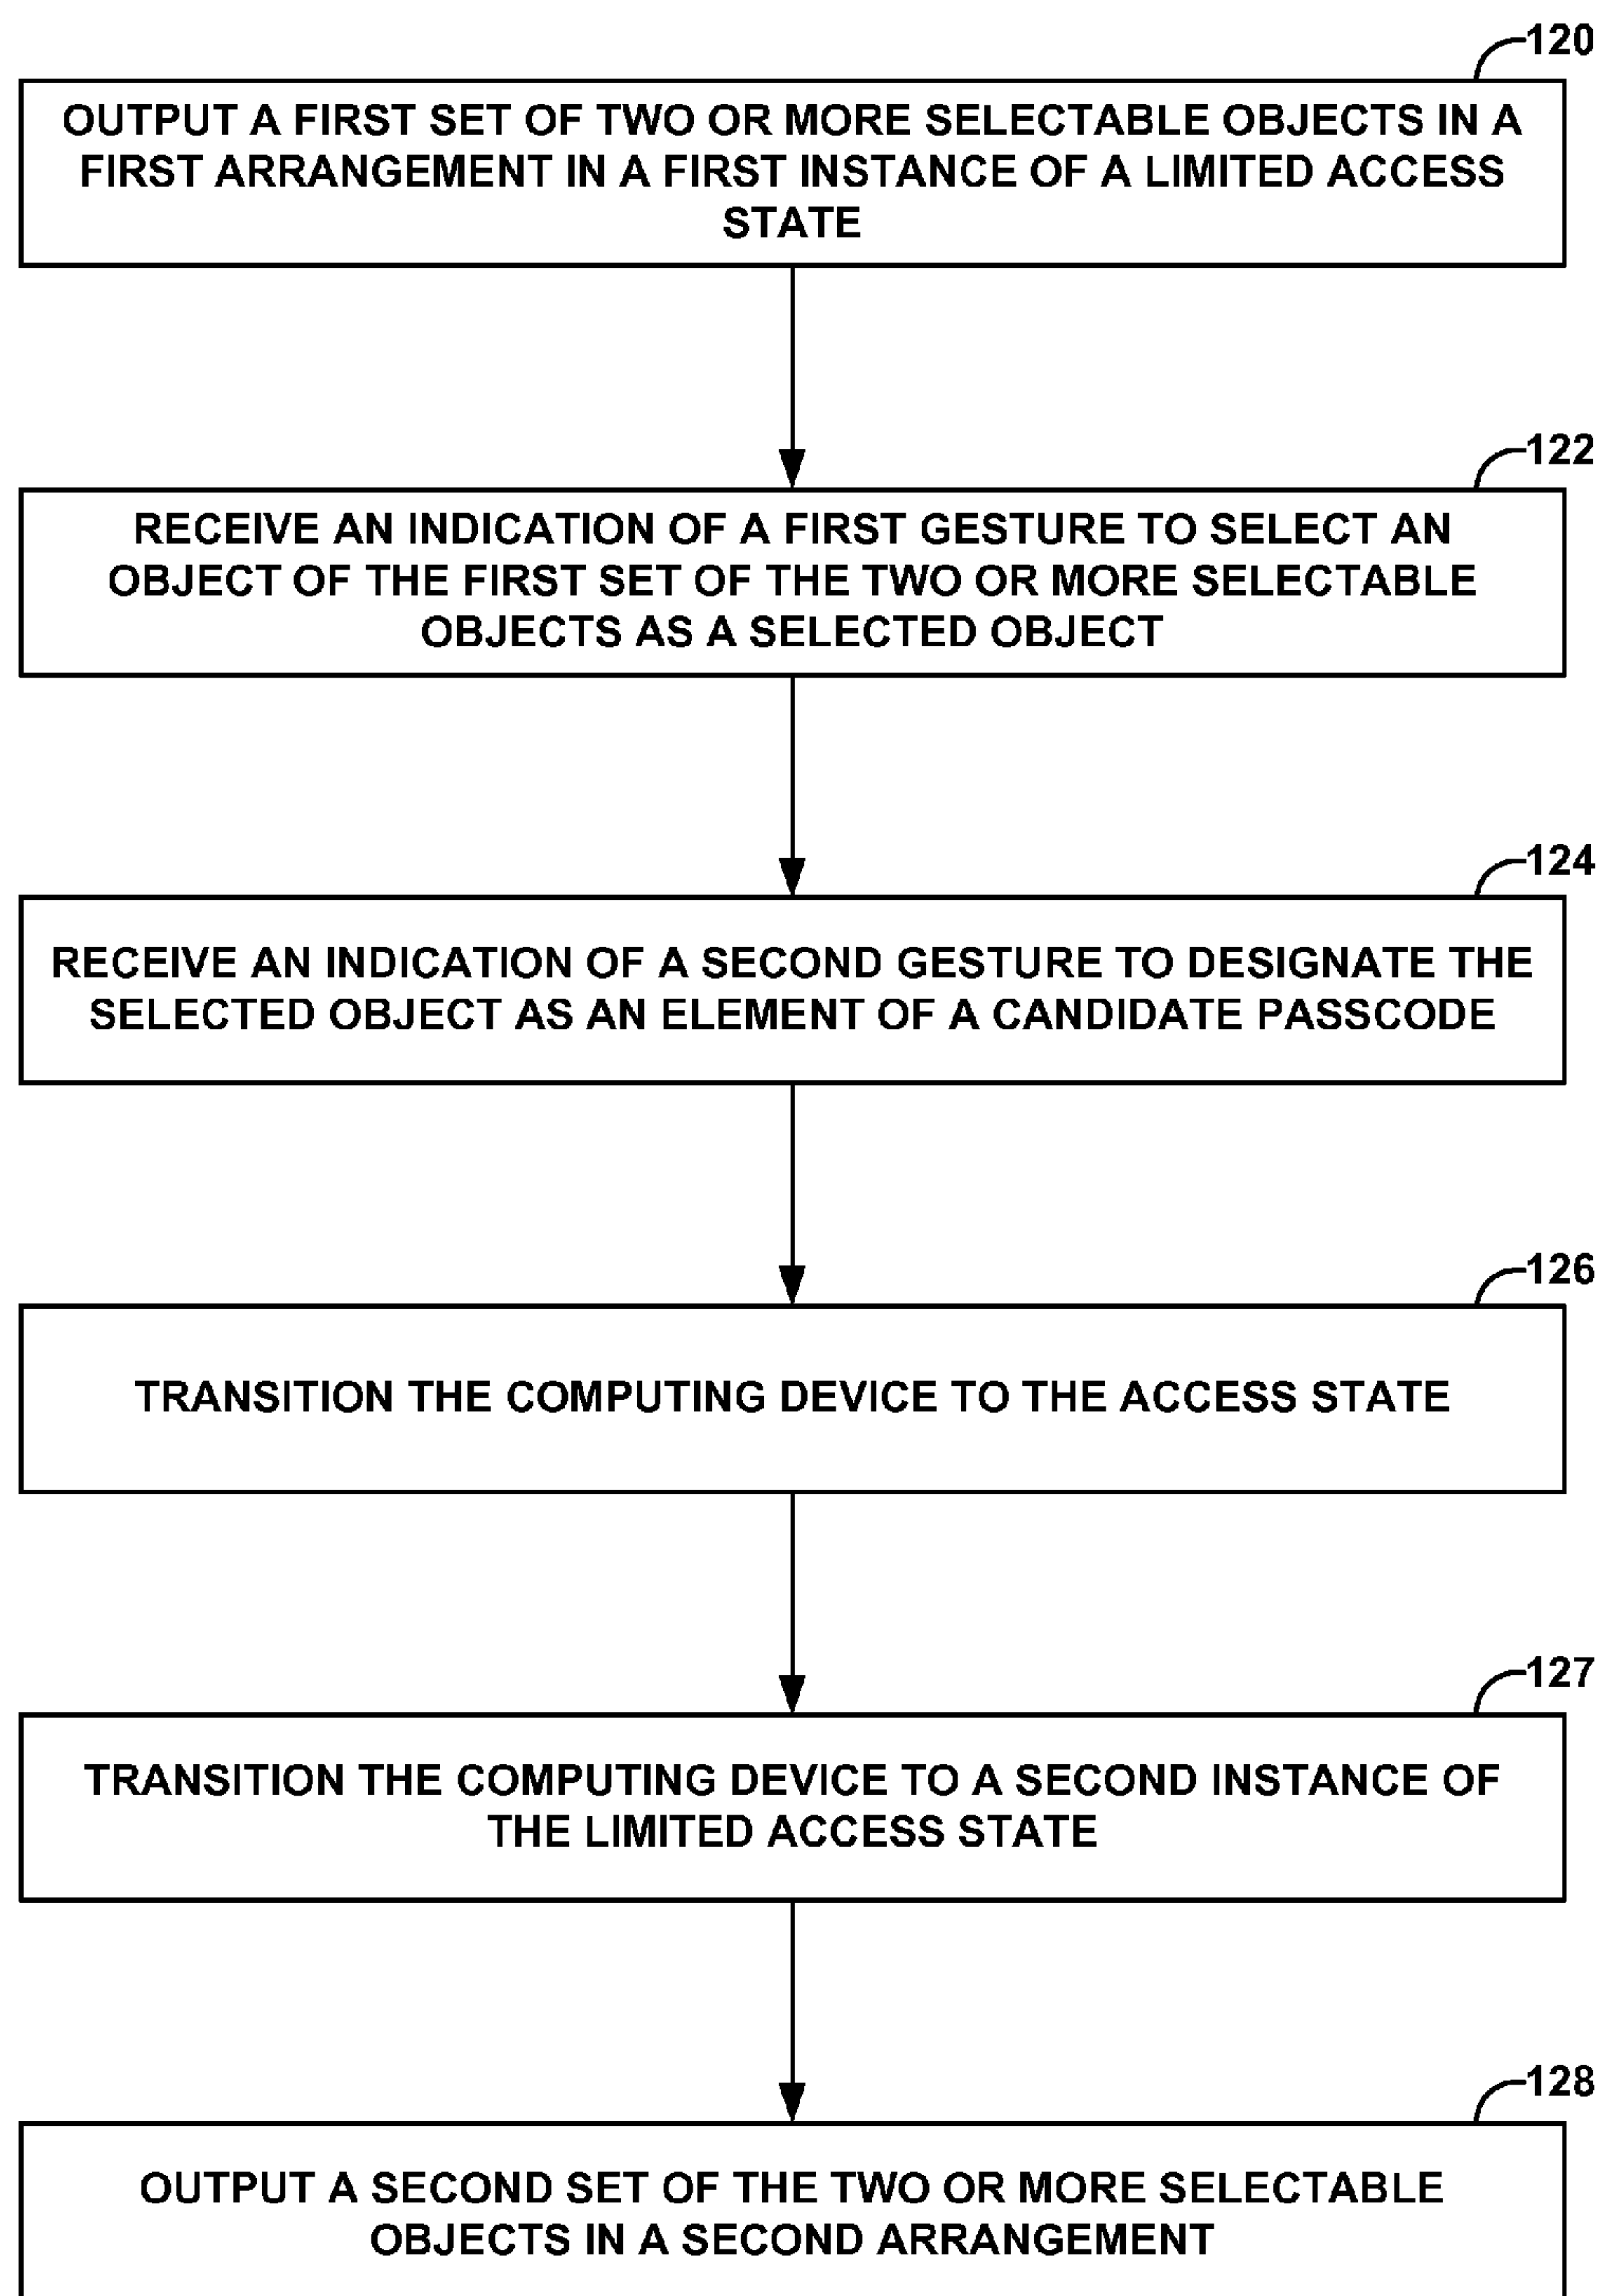 120
OUTPUT A FIRST SET OF TWO OR MORE SELECTABLE OBJECTS IN A
FIRST ARRANGEMENT IN A FIRST INSTANCE OF A LIMITED ACCESS
STATE
122
RECEIVE AN INDICATION OF A FIRST GESTURE TO SELECT AN
OBJECT OF THE FIRST SET OF THE TWO OR MORE SELECTABLE
OBJECTS AS A SELECTED OBJECT
124
RECEIVE AN INDICATION OF A SECOND GESTURE TO DESIGNATE THE
SELECTED OBJECT AS AN ELEMENT OF A CANDIDATE PASSCODE
126
TRANSITION THE COMPUTING DEVICE TO THE ACCESS STATE
127
TRANSITION THE COMPUTING DEVICE TO A SECOND INSTANCE OF
THE LIMITED ACCESS STATE
128
OUTPUT A SECOND SET OF THE TWO OR MORE SELECTABLE
OBJECTS IN A SECOND ARRANGEMENT